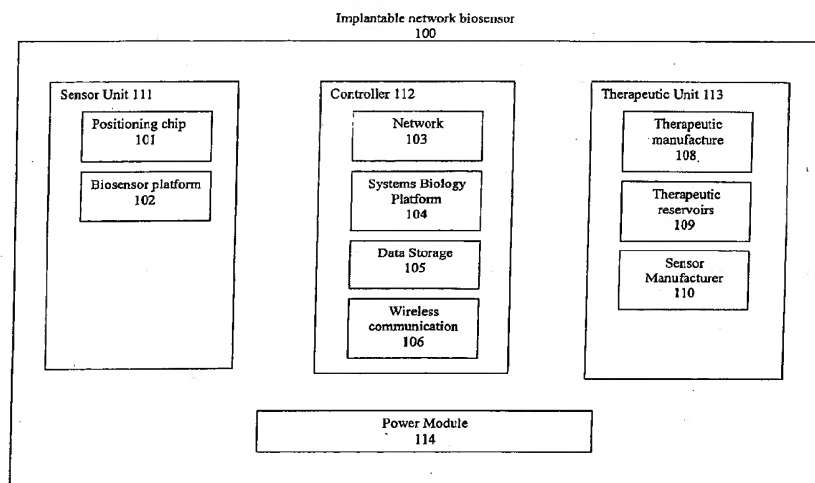 Implantable network biosensor
100
Sensor Unit 111
Positioning chip
101
Biosensor platform
102
Controller 112
Network
103
Systems Biology
Platform
104
Data Storage
105
Wireless
communication
106
Therapeutic Unit 113
Therapeutic
manufacture
108
Therapeutic
reservoirs
109
Sensor
Manufacturer
110
Power Module
114